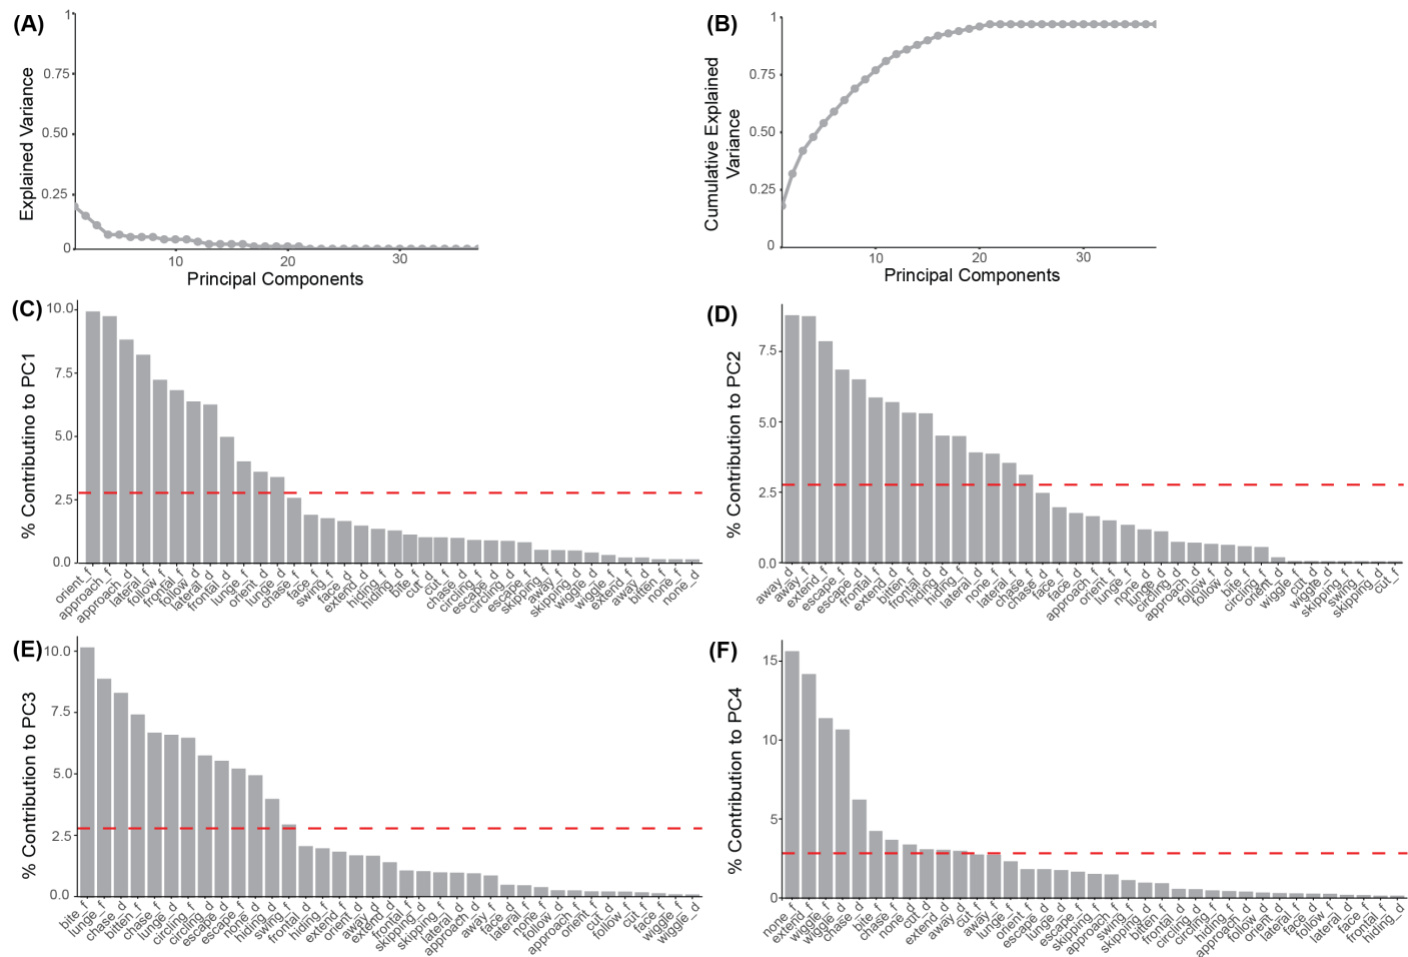 (A)
1
0.75
0.50
0.25
0
Explained Variance
10
20
30
Principal Components
(B)
1
0.75
0.50
0.25
0
Cumulative Explained
Variance
10
20
30
Principal Components
(C)
10.0
7.5
5.0
2.5
0.0
% Contributino to PC1
orient_f
approach_f
approach_d
lateral_f
follow_f
frontal_f
follow_d
lateral_d
frontal_d
lunge_f
orient_d
lunge_d
chase_f
face_f
swing_f
face_d
extend_d
hiding_f
hiding_d
bite_f
cut_f
cut_d
chase_d
circling_f
escape_d
circling_d
escape_f
skipping_f
away_f
skipping_d
wiggle_d
wiggle_f
extend_f
away_d
bitten_f
none_f
none_d
(D)
7.5
5.0
2.5
0.0
% Contribution to PC2
away_d
away_f
extend_f
escape_f
escape_d
frontal_f
extend_d
bitten_f
frontal_d
hiding_d
hiding_f
lateral_d
none_f
lateral_f
chase_f
chase_d
face_f
face_d
approach_f
orient_f
lunge_f
none_d
lunge_d
circling_d
approach_d
follow_f
follow_d
bite_f
circling_f
orient_d
wiggle_f
cut_d
wiggle_d
skipping_f
swing_f
skipping_d
cut_f
(E)
10.0
7.5
5.0
2.5
0.0
% Contribution to PC3
bite_f
lunge_f
chase_d
bitten_f
chase_f
lunge_d
circling_f
circling_d
escape_d
escape_f
none_d
hiding_d
swing_f
frontal_d
hiding_f
extend_f
orient_d
away_d
extend_d
frontal_f
skipping_d
skipping_f
lateral_d
approach_d
away_f
face_d
lateral_f
none_f
follow_d
approach_f
orient_f
cut_d
follow_f
cut_f
face_f
wiggle_f
wiggle_d
(F)
15
10
5
0
% Contribution to PC4
none_f
extend_f
wiggle_f
wiggle_d
chase_d
bite_f
chase_f
none_d
cut_d
extend_d
away_d
cut_f
away_f
lunge_f
orient_f
escape_d
lunge_d
escape_f
skipping_f
approach_f
swing_f
skipping_d
bitten_f
frontal_d
circling_d
circling_f
hiding_f
approach_d
follow_d
orient_d
lateral_f
face_d
follow_f
lateral_d
face_f
frontal_f
hiding_d